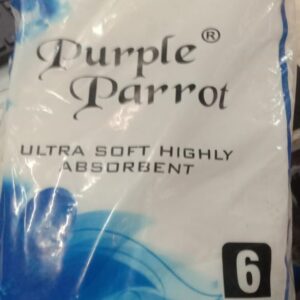 Purple®
Parrot
ULTRA SOFT HIGHLY
ABSORBENT
6